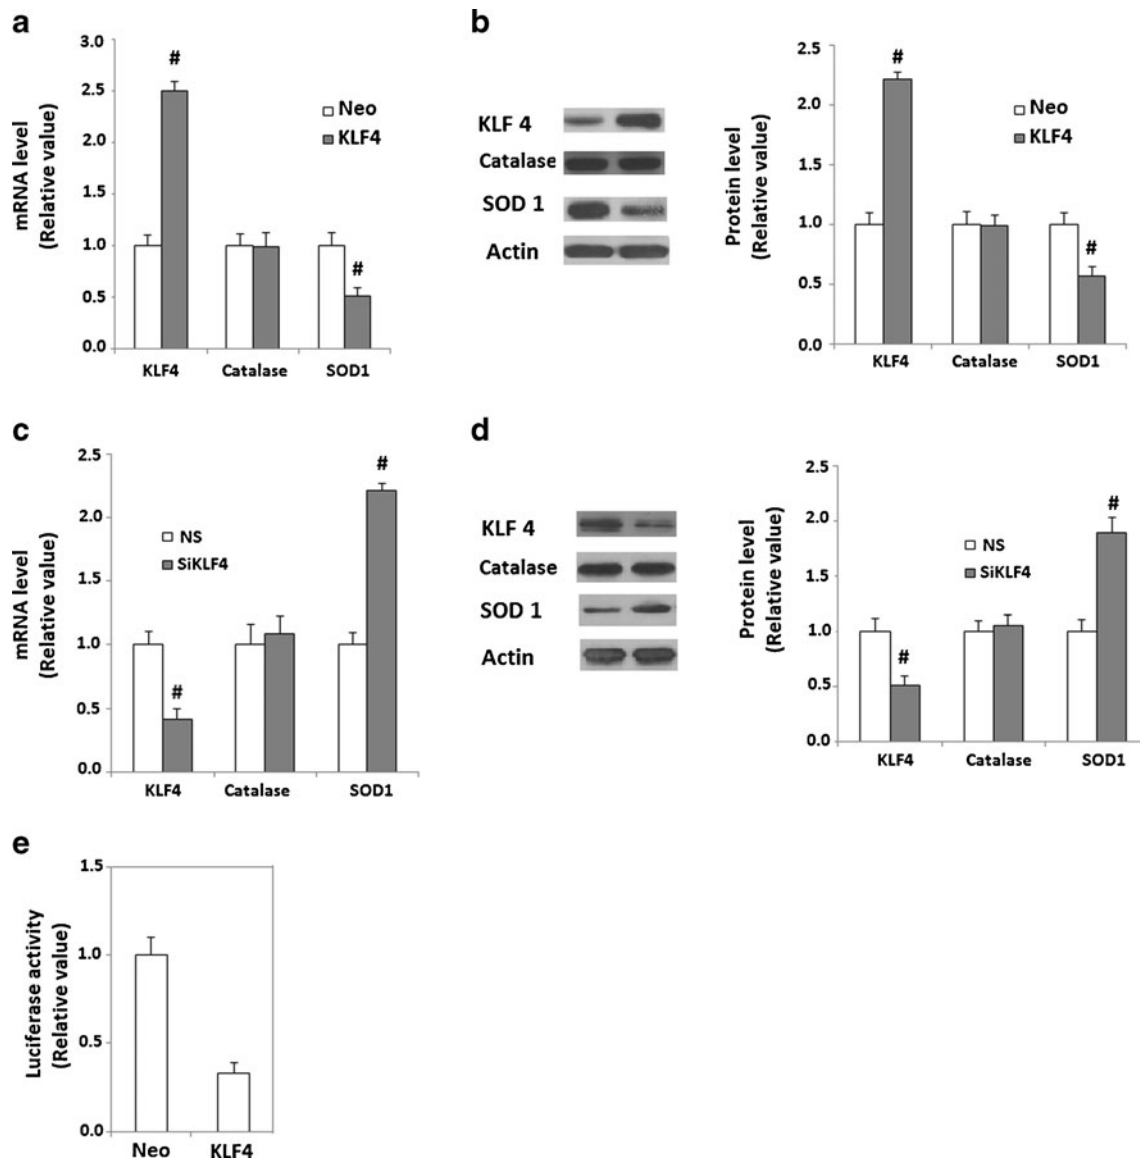 a
3.0
2.5
2.0
1.5
1.0
0.5
0.0
mRNA level
(Relative value)
#
#
Neo
KLF4
KLF4
Catalase
SOD1
b
KLF 4
Catalase
SOD 1
Actin
2.5
2.0
1.5
1.0
0.5
0.0
Protein level
(Relative value)
#
#
Neo
KLF4
KLF4
Catalase
SOD1
c
2.5
2.0
1.5
1.0
0.5
0.0
mRNA level
(Relative value)
#
#
NS
SiKLF4
KLF4
Catalase
SOD1
d
KLF 4
Catalase
SOD 1
Actin
2.5
2.0
1.5
1.0
0.5
0.0
Protein level
(Relative value)
#
#
NS
SiKLF4
KLF4
Catalase
SOD1
e
1.5
1.0
0.5
0.0
Luciferase activity
(Relative value)
Neo
KLF4